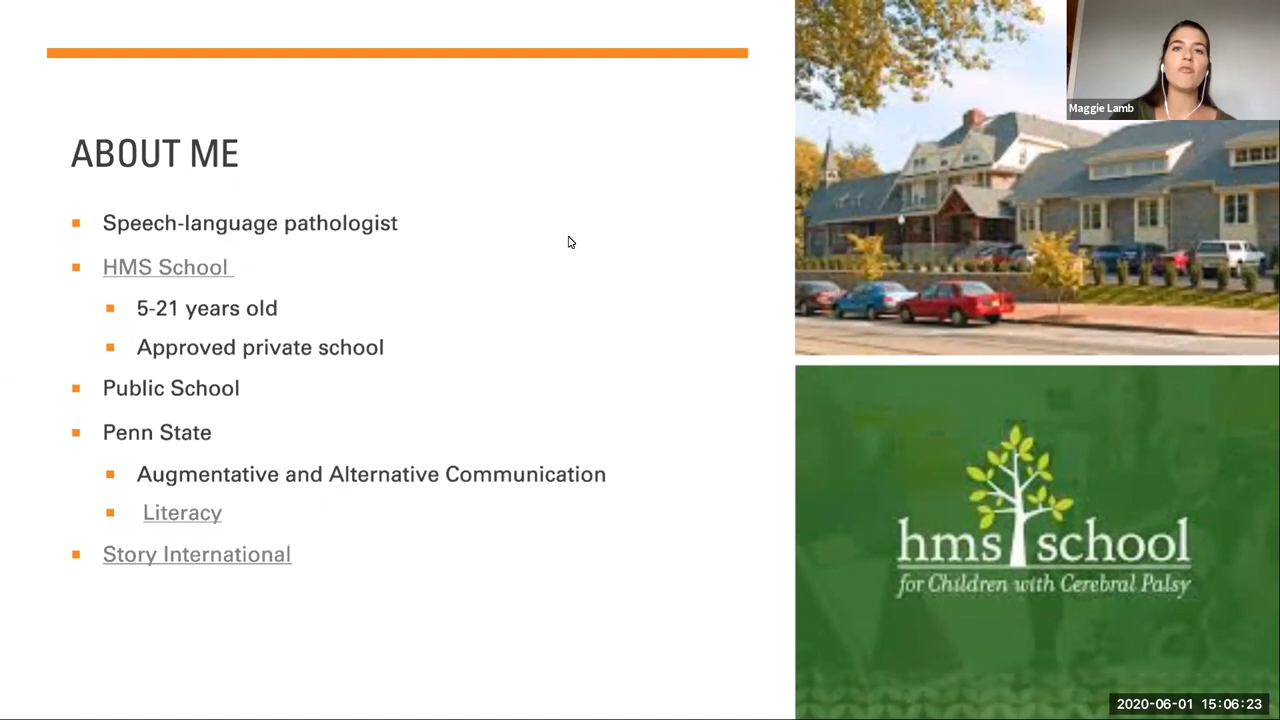 Maggie Lamb
ABOUT ME
Speech-language pathologist
HMS School
5-21 years old
Approved private school
Public School
Penn State
Augmentative and Alternative Communication
Literacy
Story International
hms school
for Children with Cerebral Palsy
2020-06-01 15:06:23